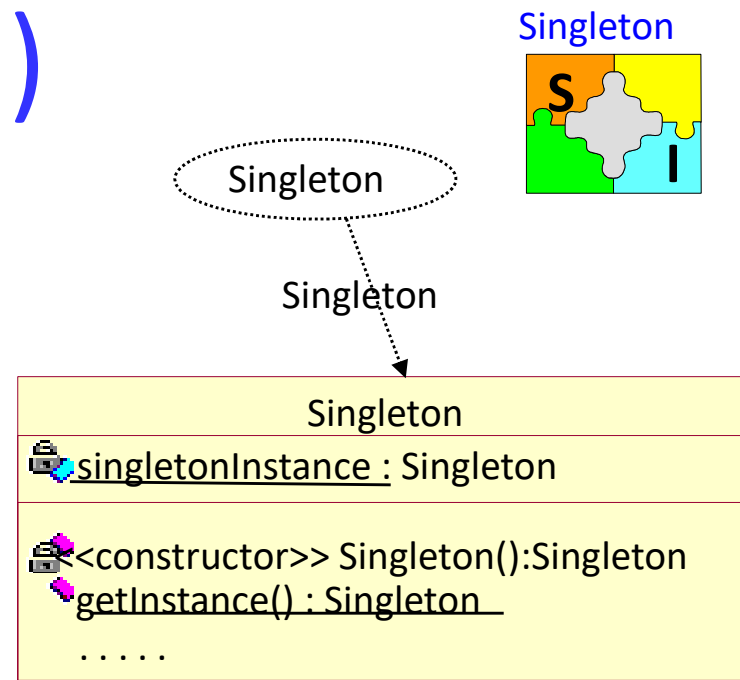 )
Singleton
S
I
Singleton
Singleton
Singleton
singletonInstance : Singleton
<<constructor>> Singleton():Singleton
getInstance() : Singleton
. . . . .